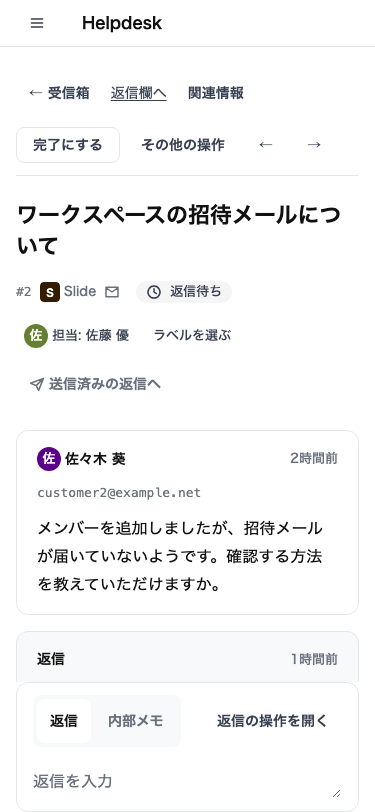 Helpdesk
← 受信箱 返信欄へ 関連情報
完了にする その他の操作 ← →
ワークスペースの招待メールにつ
いて
#2 S Slide 返信待ち
佐 担当: 佐藤 優 ラベルを選ぶ
送信済みの返信へ
佐 佐々木 葵 2時間前
customer2@example.net
メンバーを追加しましたが、招待メール
が届いていないようです。確認する方法
を教えていただけますか。
返信 1時間前
返信 内部メモ 返信の操作を開く
返信を入力